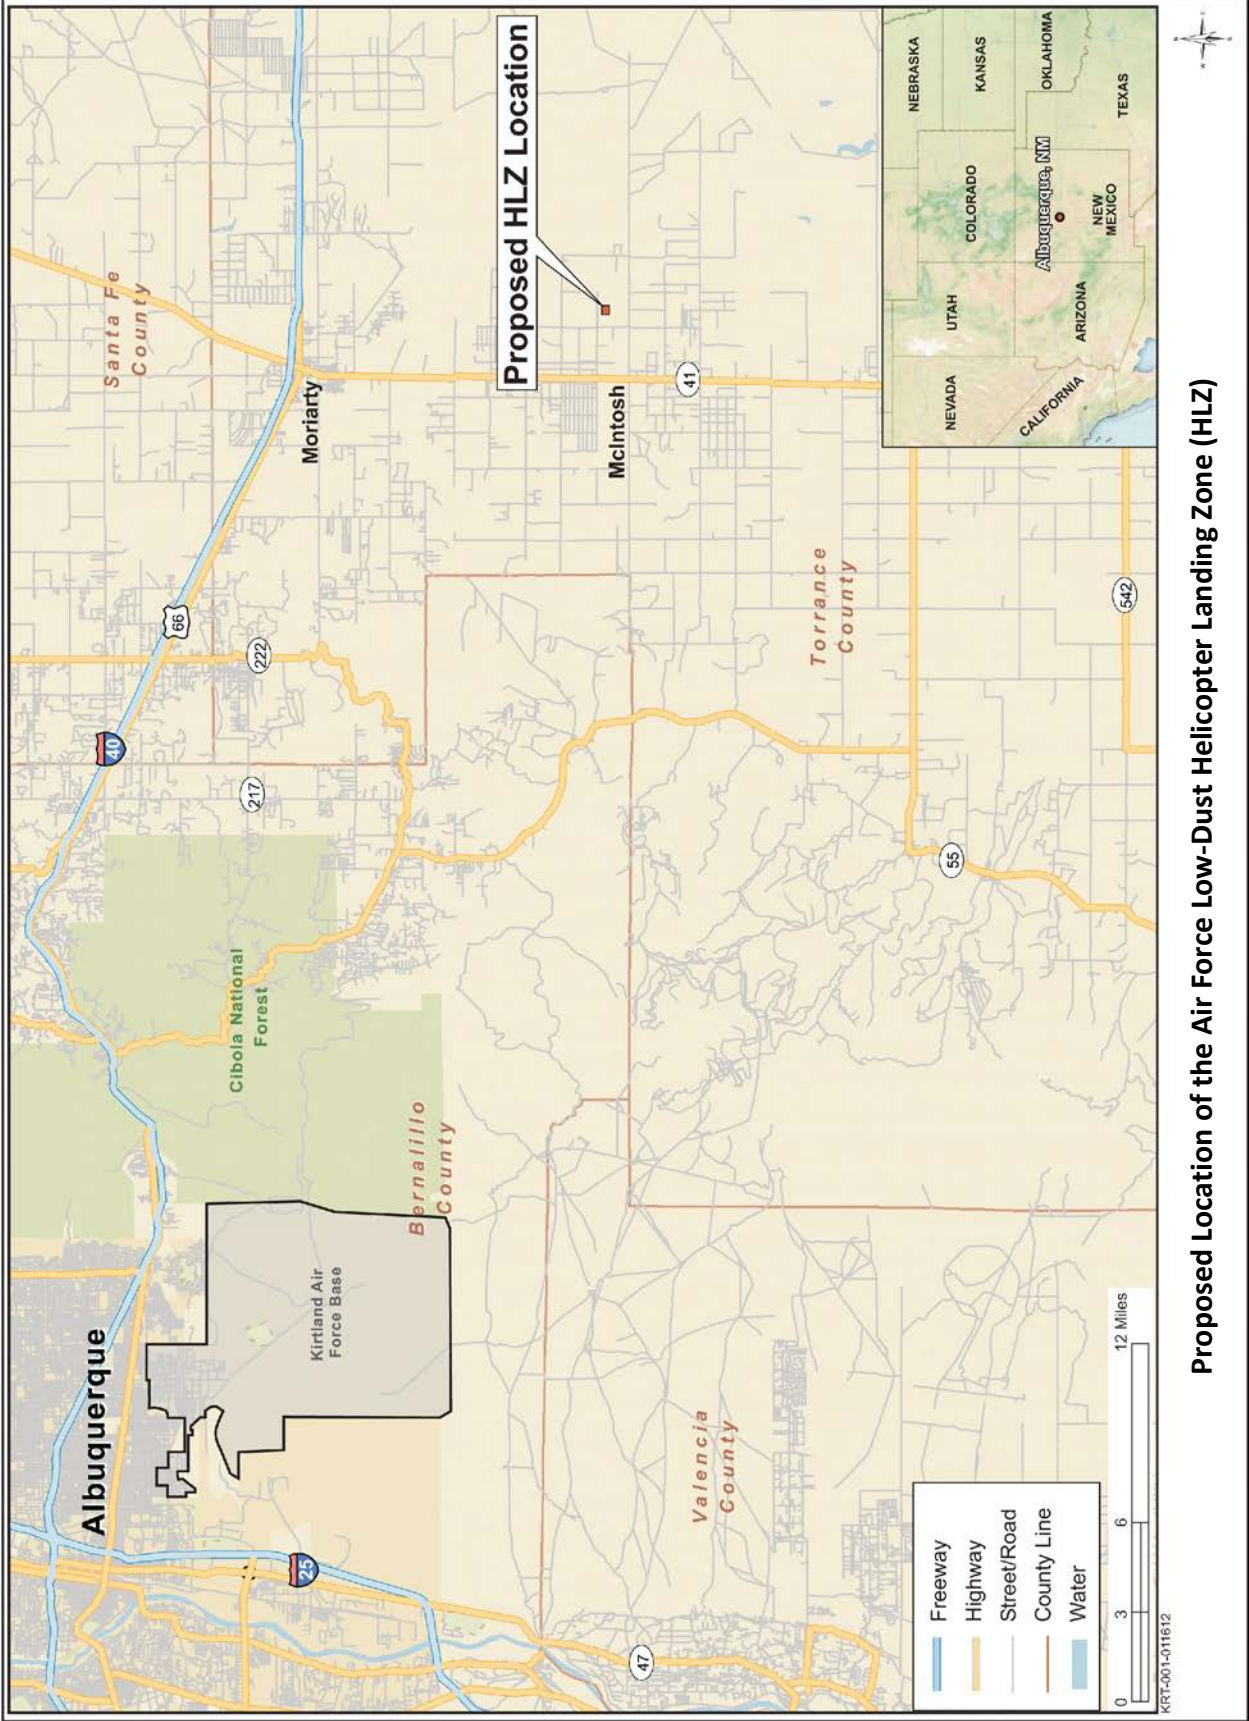 Albuquerque
Kirtland Air
Force Base
Cibola National
Forest
Bernalillo
County
Santa Fe
County
Torrance
County
Valencia
County
Moriarty
McIntosh
Proposed HLZ Location
40
66
25
217
222
41
55
542
47
NEBRASKA
KANSAS
OKLAHOMA
TEXAS
COLORADO
Albuquerque, NM
NEW
MEXICO
UTAH
ARIZONA
NEVADA
CALIFORNIA
Freeway
Highway
Street/Road
County Line
Water
0 3 6 12 Miles
KRT-001-011612
Proposed Location of the Air Force Low-Dust Helicopter Landing Zone (HLZ)